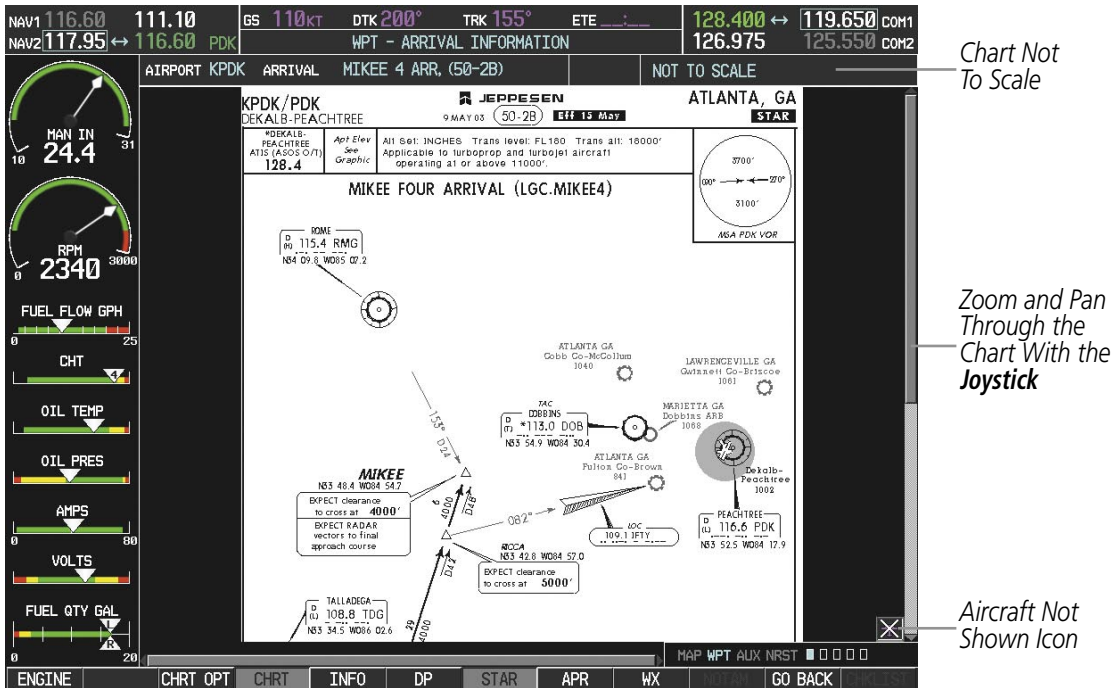 NAV1 116.60 111.10
NAV2 117.95 ↔ 116.60 PDK
GS 110KT DTK 200° TRK 155° ETE __:__
WPT - ARRIVAL INFORMATION
128.400 ↔ 119.650 COM1
126.975 125.550 COM2
AIRPORT KPDK ARRIVAL MIKEE 4 ARR, (50-2B) NOT TO SCALE
Chart Not
To Scale
MAN IN
24.4
10 31
RPM
2340
0 3000
FUEL FLOW GPH
0 25
CHT
4
OIL TEMP
OIL PRES
AMPS
0 80
VOLTS
FUEL QTY GAL
L
R
0 20
KPDK/PDK
DEKALB-PEACHTREE
JEPPESEN
9 MAY 03 50-2B Eff 15 May
ATLANTA, GA
STAR
*DEKALB-
PEACHTREE
ATIS (ASOS O/T)
128.4
Apt Elev
See
Graphic
Alt Set: INCHES Trans level: FL180 Trans alt: 18000'
Applicable to turboprop and turbojet aircraft
operating at or above 11000'.
3700'
090° 270°
3100'
MSA PDK VOR
MIKEE FOUR ARRIVAL (LGC.MIKEE4)
ROME
D
(H) 115.4 RMG
N34 09.8 W085 07.2
ATLANTA GA
Cobb Co-McCollum
1040
LAWRENCEVILLE GA
Gwinnett Co-Briscoe
1061
TAC
DOBBINS
D
(T) *113.0 DOB
N33 54.9 W084 30.4
MARIETTA GA
Dobbins ARB
1068
153°
D24
ATLANTA GA
Fulton Co-Brown
841
Dekalb-
Peachtree
1002
MIKEE
N33 48.4 W084 54.7
EXPECT clearance
to cross at 4000'
EXPECT RADAR
vectors to final
approach course
6
4000
D48
082°
LOC
109.1 IFTY
PEACHTREE
D
(L) 116.6 PDK
N33 52.5 W084 17.9
RICCA
N33 42.8 W084 57.0
D42
EXPECT clearance
to cross at 5000'
TALLADEGA
D
(L) 108.8 TDG
N33 34.5 W086 02.6
29
4000
Zoom and Pan
Through the
Chart With the
Joystick
Aircraft Not
Shown Icon
MAP WPT AUX NRST
ENGINE CHRT OPT CHRT INFO DP STAR APR WX NOTAM GO BACK CHKLIST